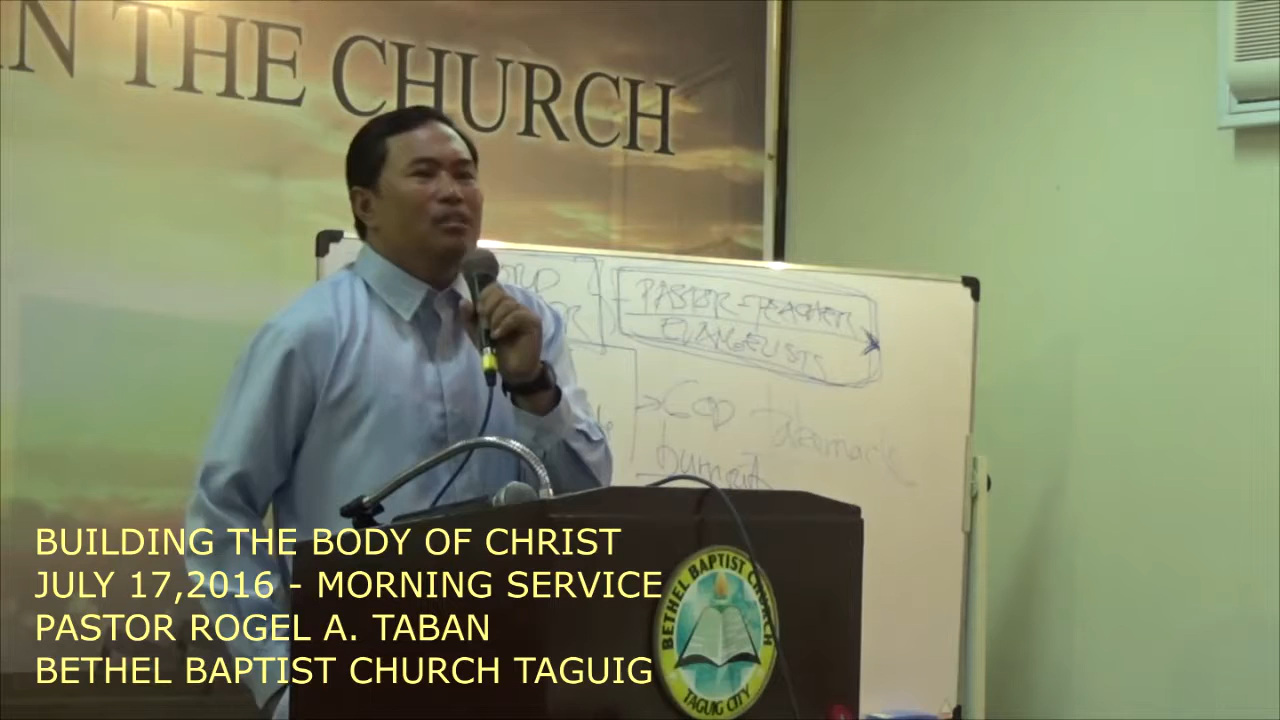 N THE CHURCH
PASTOR-TEACHERS
EVANGELISTS
BUILDING THE BODY OF CHRIST
JULY 17,2016 - MORNING SERVICE
PASTOR ROGEL A. TABAN
BETHEL BAPTIST CHURCH TAGUIG
BETHEL BAPTIST CHURCH
TAGUIG CITY